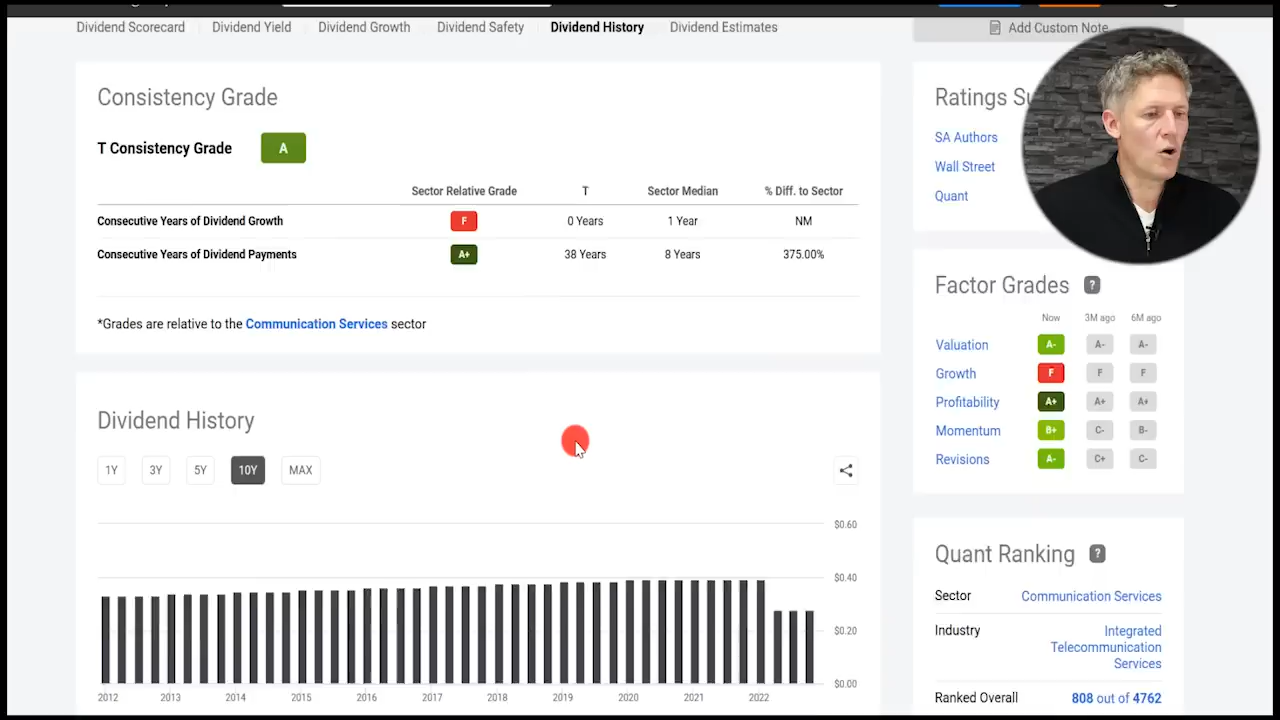 Dividend Scorecard Dividend Yield Dividend Growth Dividend Safety Dividend History Dividend Estimates
Add Custom Note
Consistency Grade
T Consistency Grade A
Sector Relative Grade T Sector Median % Diff. to Sector
Consecutive Years of Dividend Growth F 0 Years 1 Year NM
Consecutive Years of Dividend Payments A+ 38 Years 8 Years 375.00%
*Grades are relative to the Communication Services sector
Dividend History
1Y 3Y 5Y 10Y MAX
$0.60
$0.40
$0.20
$0.00
2012 2013 2014 2015 2016 2017 2018 2019 2020 2021 2022
Ratings
SA Authors
Wall Street
Quant
Factor Grades ?
Now 3M ago 6M ago
Valuation A- A- A-
Growth F F F
Profitability A+ A+ A+
Momentum B+ C- B-
Revisions A- C+ C-
Quant Ranking ?
Sector Communication Services
Industry Integrated
Telecommunication
Services
Ranked Overall 808 out of 4762